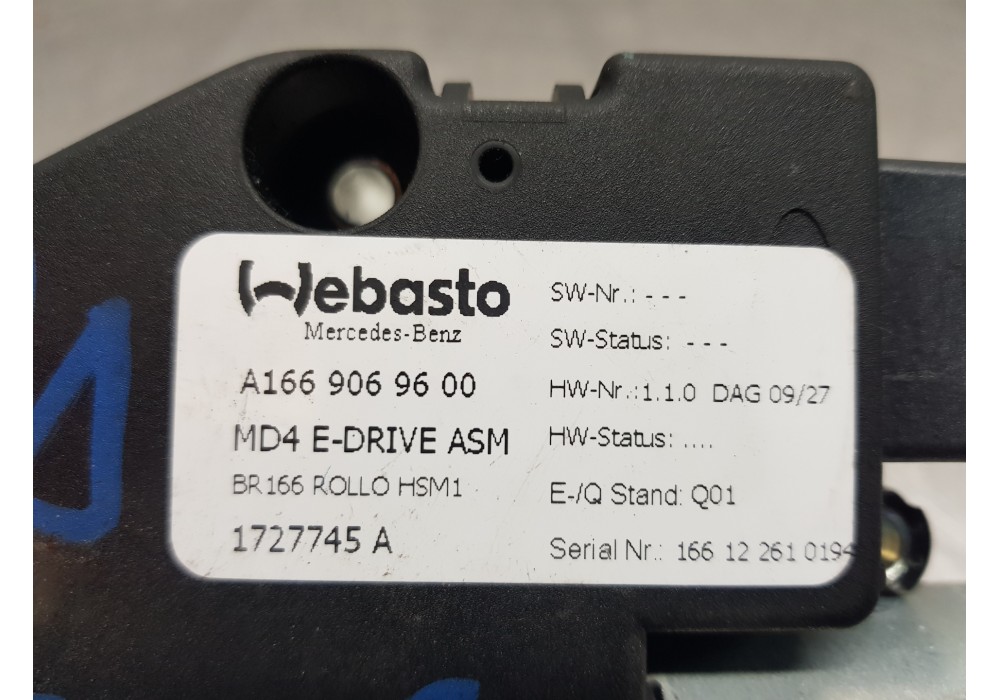 Webasto
Mercedes-Benz
A166 906 96 00
MD4 E-DRIVE ASM
BR166 ROLLO HSM1
1727745 A
SW-Nr.: - - -
SW-Status: - - -
HW-Nr.:1.1.0 DAG 09/27
HW-Status: ....
E-/Q Stand: Q01
Serial Nr.: 166 12 261 0194